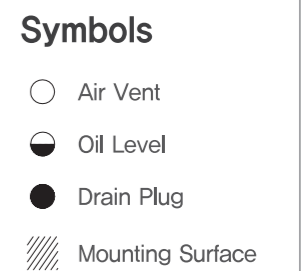 Symbols
Air Vent
Oil Level
Drain Plug
Mounting Surface